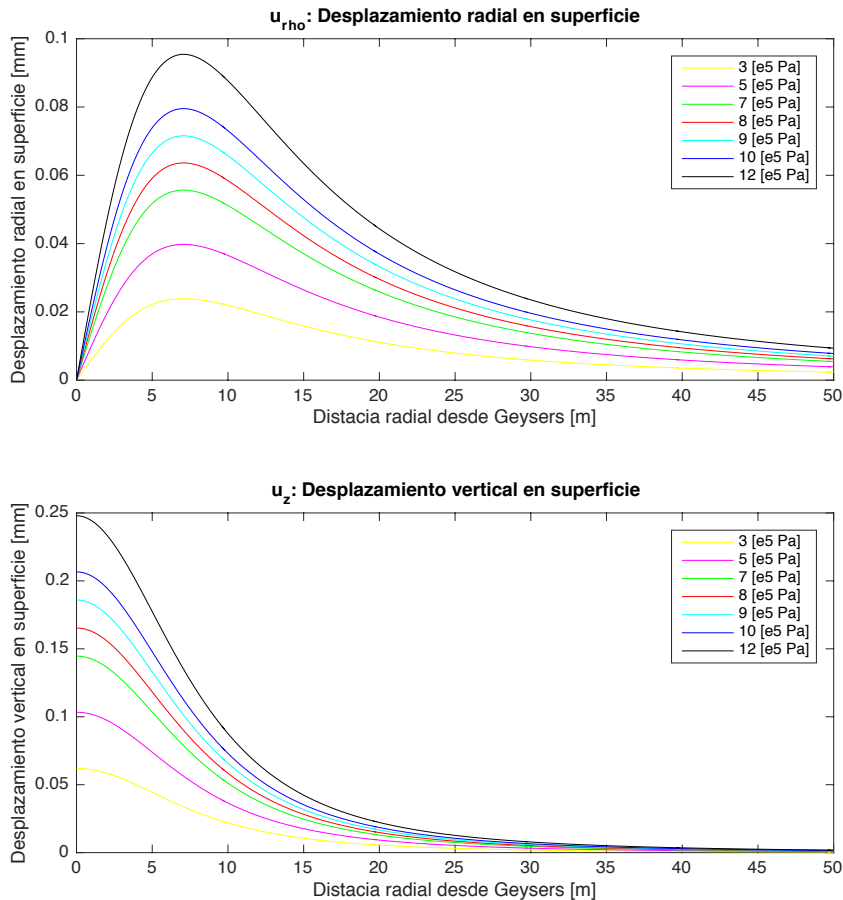 u_rho: Desplazamiento radial en superficie
Desplazamiento radial en superficie [mm]
0.1
0.08
0.06
0.04
0.02
0
0 5 10 15 20 25 30 35 40 45 50
Distacia radial desde Geysers [m]
3 [e5 Pa]
5 [e5 Pa]
7 [e5 Pa]
8 [e5 Pa]
9 [e5 Pa]
10 [e5 Pa]
12 [e5 Pa]
u_z: Desplazamiento vertical en superficie
Desplazamiento vertical en superficie [mm]
0.25
0.2
0.15
0.1
0.05
0
0 5 10 15 20 25 30 35 40 45 50
Distacia radial desde Geysers [m]
3 [e5 Pa]
5 [e5 Pa]
7 [e5 Pa]
8 [e5 Pa]
9 [e5 Pa]
10 [e5 Pa]
12 [e5 Pa]